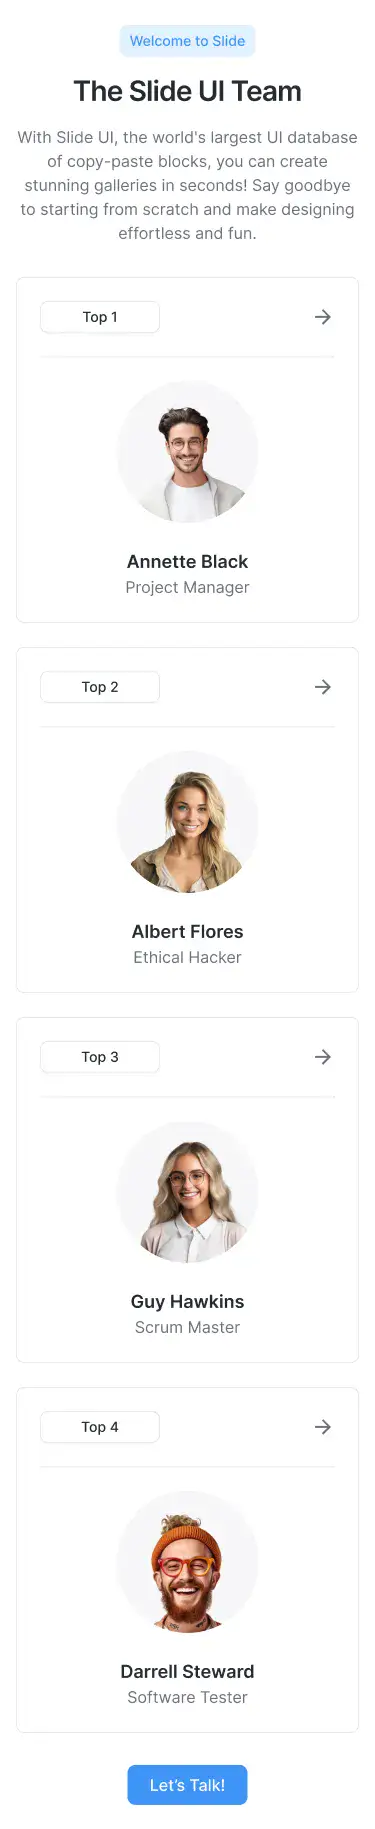 Welcome to Slide
The Slide UI Team
With Slide UI, the world's largest UI database
of copy-paste blocks, you can create
stunning galleries in seconds! Say goodbye
to starting from scratch and make designing
effortless and fun.
Top 1
Annette Black
Project Manager
Top 2
Albert Flores
Ethical Hacker
Top 3
Guy Hawkins
Scrum Master
Top 4
Darrell Steward
Software Tester
Let’s Talk!